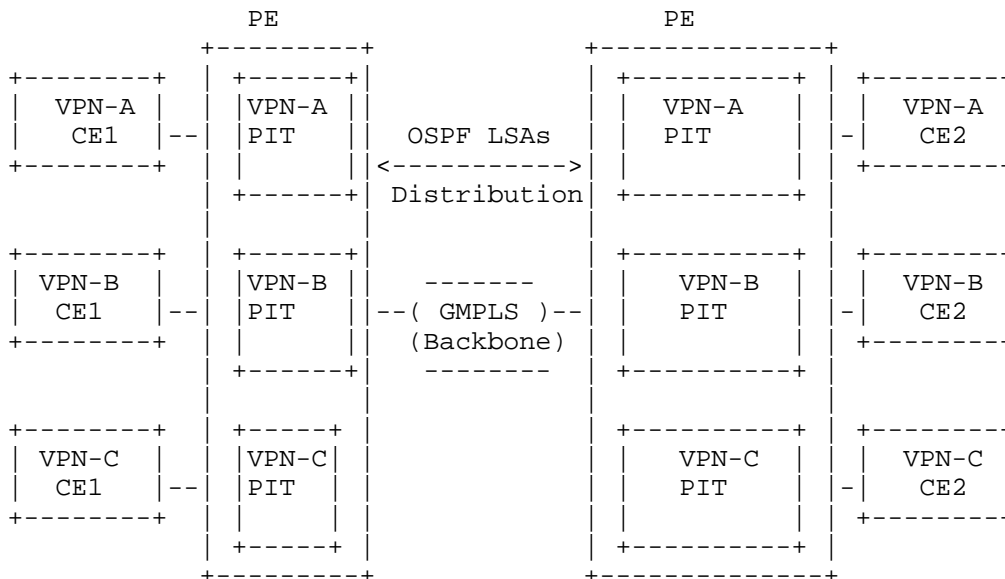 PE PE
VPN-A VPN-A VPN-A VPN-A
CE1 PIT OSPF LSAs PIT CE2
Distribution
VPN-B VPN-B VPN-B VPN-B
CE1 PIT ( GMPLS ) PIT CE2
(Backbone)
VPN-C VPN-C VPN-C VPN-C
CE1 PIT PIT CE2